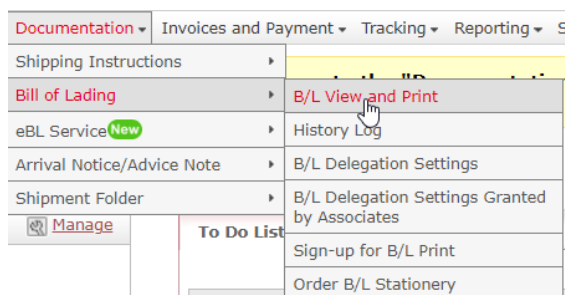 Documentation Invoices and Payment Tracking Reporting S
Shipping Instructions
Bill of Lading
B/L View and Print
eBL Service New
History Log
Arrival Notice/Advice Note
B/L Delegation Settings
Shipment Folder
B/L Delegation Settings Granted
by Associates
Manage
To Do List
Sign-up for B/L Print
Order B/L Stationery